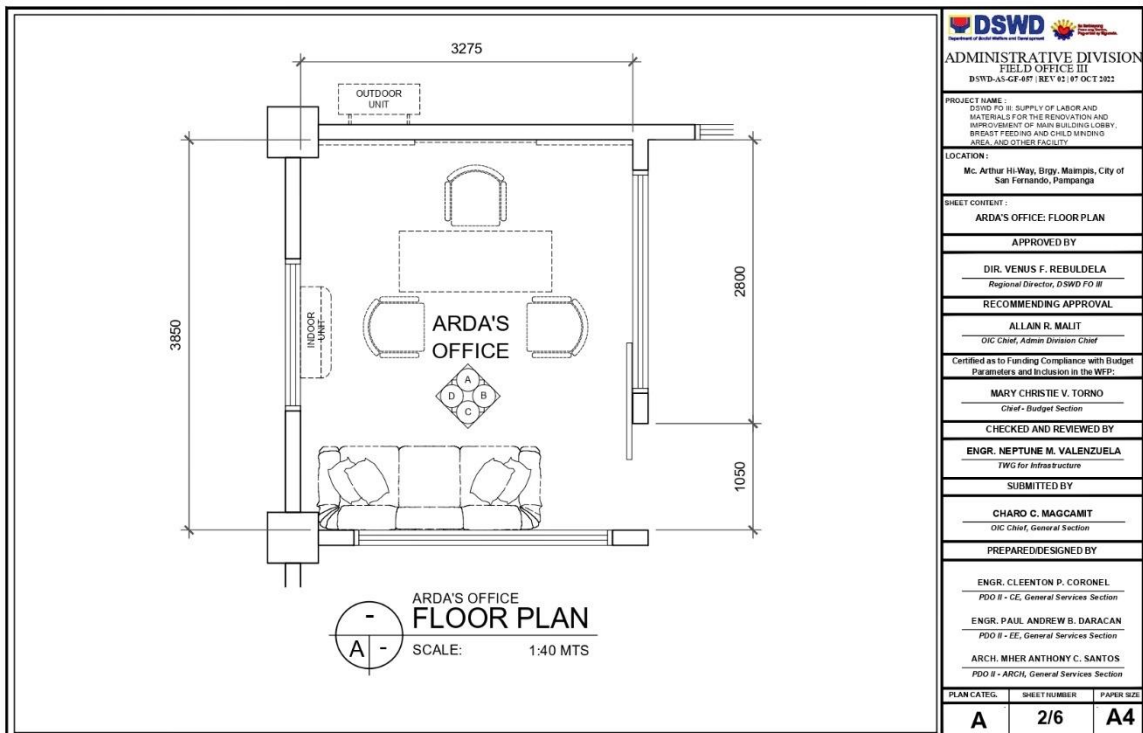 3275
OUTDOOR
UNIT
3850
2800
1050
INDOOR
UNIT
ARDA'S
OFFICE
A
D
B
C
ARDA'S OFFICE
FLOOR PLAN
SCALE: 1:40 MTS
-
A -
DSWD
Department of Social Welfare and Development
ADMINISTRATIVE DIVISION
FIELD OFFICE III
DSWD-AS-GF-057 | REV 02 | 07 OCT 2022
PROJECT NAME :
DSWD FO III: SUPPLY OF LABOR AND
MATERIALS FOR THE RENOVATION AND
IMPROVEMENT OF MAIN BUILDING LOBBY,
BREAST FEEDING AND CHILD MINDING
AREA, AND OTHER FACILITY
LOCATION :
Mc. Arthur Hi-Way, Brgy. Maimpis, City of
San Fernando, Pampanga
SHEET CONTENT :
ARDA'S OFFICE: FLOOR PLAN
APPROVED BY
DIR. VENUS F. REBULDELA
Regional Director, DSWD FO III
RECOMMENDING APPROVAL
ALLAIN R. MALIT
OIC Chief, Admin Division Chief
Certified as to Funding Compliance with Budget
Parameters and Inclusion in the WFP:
MARY CHRISTIE V. TORNO
Chief - Budget Section
CHECKED AND REVIEWED BY
ENGR. NEPTUNE M. VALENZUELA
TWG for Infrastructure
SUBMITTED BY
CHARO C. MAGCAMIT
OIC Chief, General Section
PREPARED/DESIGNED BY
ENGR. CLEENTON P. CORONEL
PDO II - CE, General Services Section
ENGR. PAUL ANDREW B. DARACAN
PDO II - EE, General Services Section
ARCH. MHER ANTHONY C. SANTOS
PDO II - ARCH, General Services Section
PLAN CATEG. SHEET NUMBER PAPER SIZE
A 2/6 A4